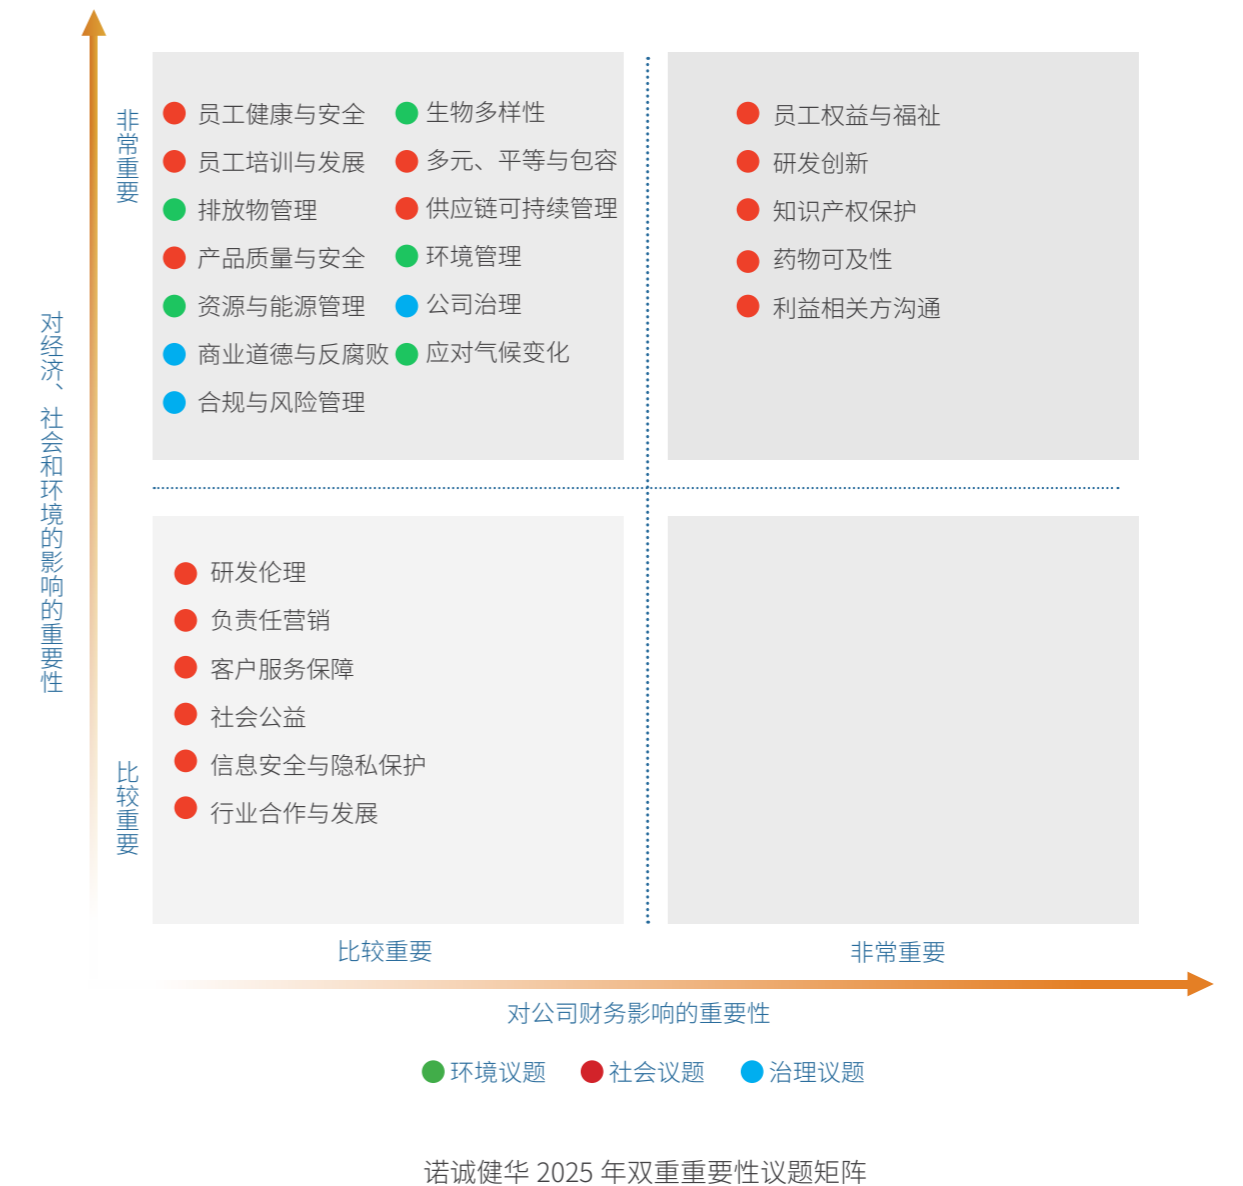 非常重要
员工健康与安全
员工培训与发展
排放物管理
产品质量与安全
资源与能源管理
商业道德与反腐败
合规与风险管理
生物多样性
多元、平等与包容
供应链可持续管理
环境管理
公司治理
应对气候变化
员工权益与福祉
研发创新
知识产权保护
药物可及性
利益相关方沟通
对经济、社会和环境的影响的重要性
比较重要
研发伦理
负责任营销
客户服务保障
社会公益
信息安全与隐私保护
行业合作与发展
比较重要
非常重要
对公司财务影响的重要性
环境议题
社会议题
治理议题
诺诚健华 2025 年双重重要性议题矩阵